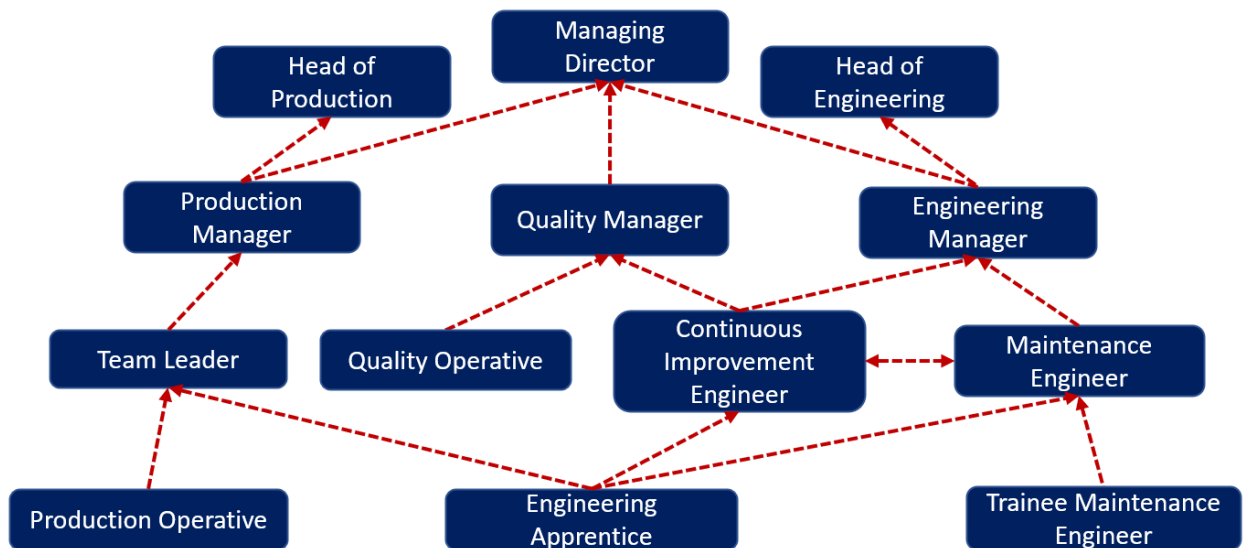 Managing
Director
Head of
Production
Head of
Engineering
Production
Manager
Quality Manager
Engineering
Manager
Team Leader
Quality Operative
Continuous
Improvement
Engineer
Maintenance
Engineer
Production Operative
Engineering
Apprentice
Trainee Maintenance
Engineer